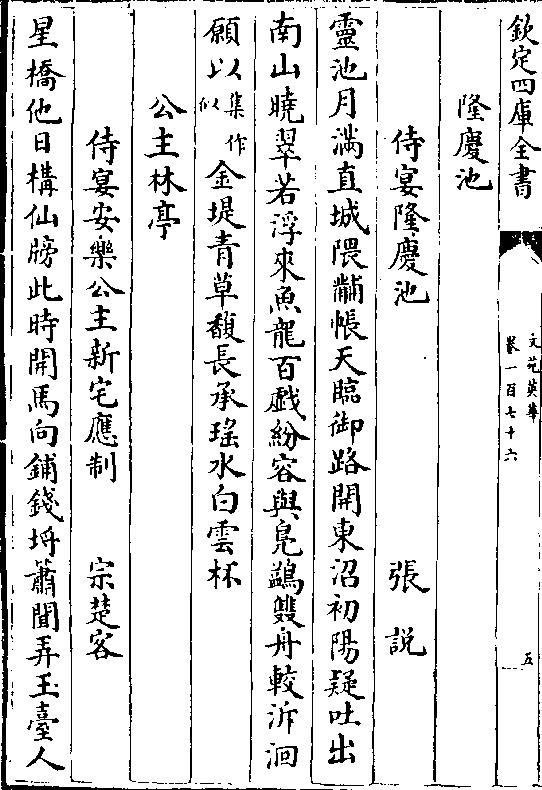 欽定四庫全書
文苑英華
卷一百七十六
五
隆慶池
侍宴隆慶池
張説
靈池月滿直城隈黼帳天臨御路開東沼初陽疑吐出
南山曉翠若浮來魚龍百戲紛容與鳬鷁雙舟較泝洄
願以集作似金堤青草馥長承瑤水白雲杯
公主林亭
侍宴安樂公主新宅應制
宗楚客
星橋他日構仙牓此時開馬向鋪錢埒簫聞弄玉臺人